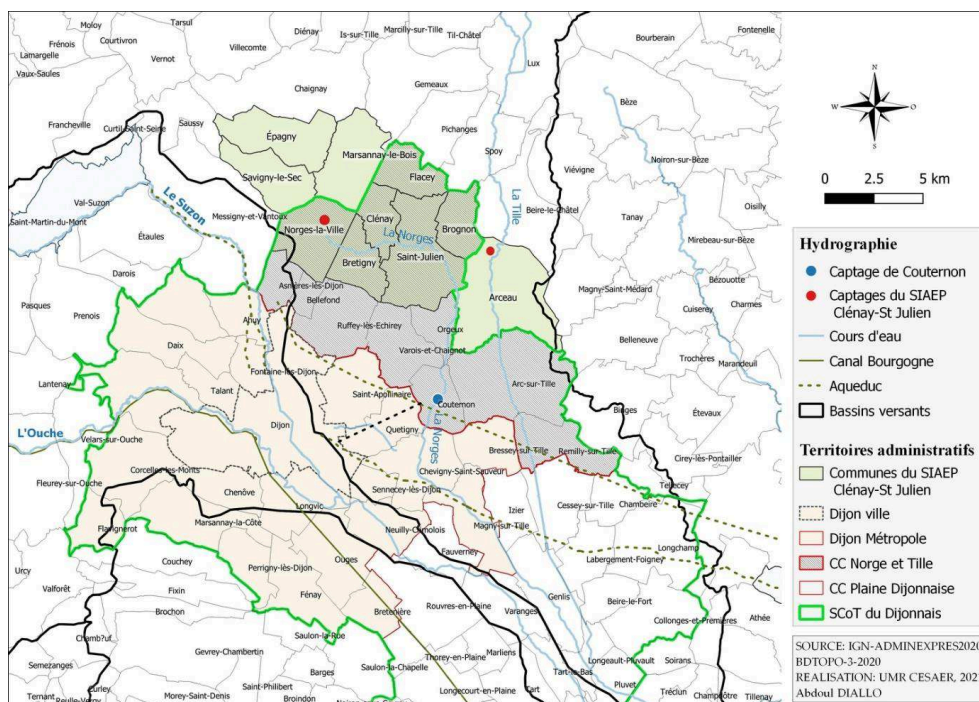 Moloy
Tarsul
Diénay
Is-sur-Tille
Marcilly-sur-Tille
Til-Châtel
Bourberain
Fontenelle
Frénois
Courtivron
Lamargelle
Vernot
Villecomte
Lux
Vaux-Saules
Chaignay
Gemeaux
Bèze
Francheville
Curtil-Saint-Seine
Saussy
Épagny
Pichanges
N
W
O
S
Marsannay-le-Bois
Spoy
Viévigne
Noiron-sur-Bèze
Savigny-le-Sec
Flacey
La Tille
0 2.5 5 km
Val-Suzon
Le Suzon
Messigny-et-Vantoux
Clénay
Beire-le-Châtel
Tanay
Oisilly
Saint-Martin-du-Mont
Norges-la-Ville
La Norges
Brognon
Mirebeau-sur-Bèze
Étaules
Bretigny
Saint-Julien
Darois
Asnières-lès-Dijon
Arceau
Magny-Saint-Médard
Bézouotte
Pasques
Bellefond
Cuiserey
Charmes
Prenois
Ahuy
Ruffey-lès-Echirey
Orgeux
Belleneuve
Daix
Varois-et-Chaignot
Trochères
Marandeuil
Lantenay
Fontaine-lès-Dijon
Talant
Saint-Apollinaire
Arc-sur-Tille
Couternon
Binges
Étevaux
L'Ouche
Velars-sur-Ouche
Dijon
Quetigny
La Norges
Bressey-sur-Tille
Remilly-sur-Tille
Cirey-lès-Pontailler
Corcelles-les-Monts
Chevigny-Saint-Sauveur
Tellecey
Fleurey-sur-Ouche
Chenôve
Sennecey-lès-Dijon
Cessey-sur-Tille
Chambeire
Longvic
Izier
Flavignerot
Marsannay-la-Côte
Neuilly-Crimolois
Magny-sur-Tille
Longchamp
Couchey
Ouges
Fauverney
Labergement-Foigney
Urcy
Perrigny-lès-Dijon
Valforêt
Fixin
Fénay
Genlis
Beire-le-Fort
Brochon
Bretenière
Rouvres-en-Plaine
Varanges
Collonges-et-Premières
Athée
Saulon-la-Rue
Semezanges
Gevrey-Chambertin
Thorey-en-Plaine
Marliens
Longeault-Pluvault
Soirans
Barges
Saulon-la-Chapelle
Tart-le-Bas
Curley
Saint-Philibert
Pluvet
Ternant
Morey-Saint-Denis
Broindon
Longecourt-en-Plaine
Tart
Tréclun
Champdôtre
Tillenay
Hydrographie
Captage de Couternon
Captages du SIAEP
Clénay-St Julien
Cours d'eau
Canal Bourgogne
Aqueduc
Bassins versants
Territoires administratifs
Communes du SIAEP
Clénay-St Julien
Dijon ville
Dijon Métropole
CC Norge et Tille
CC Plaine Dijonnaise
SCoT du Dijonnais
SOURCE: IGN-ADMINEXPRES2020
BDTOPO-3-2020
REALISATION: UMR CESAER, 202
Abdoul DIALLO